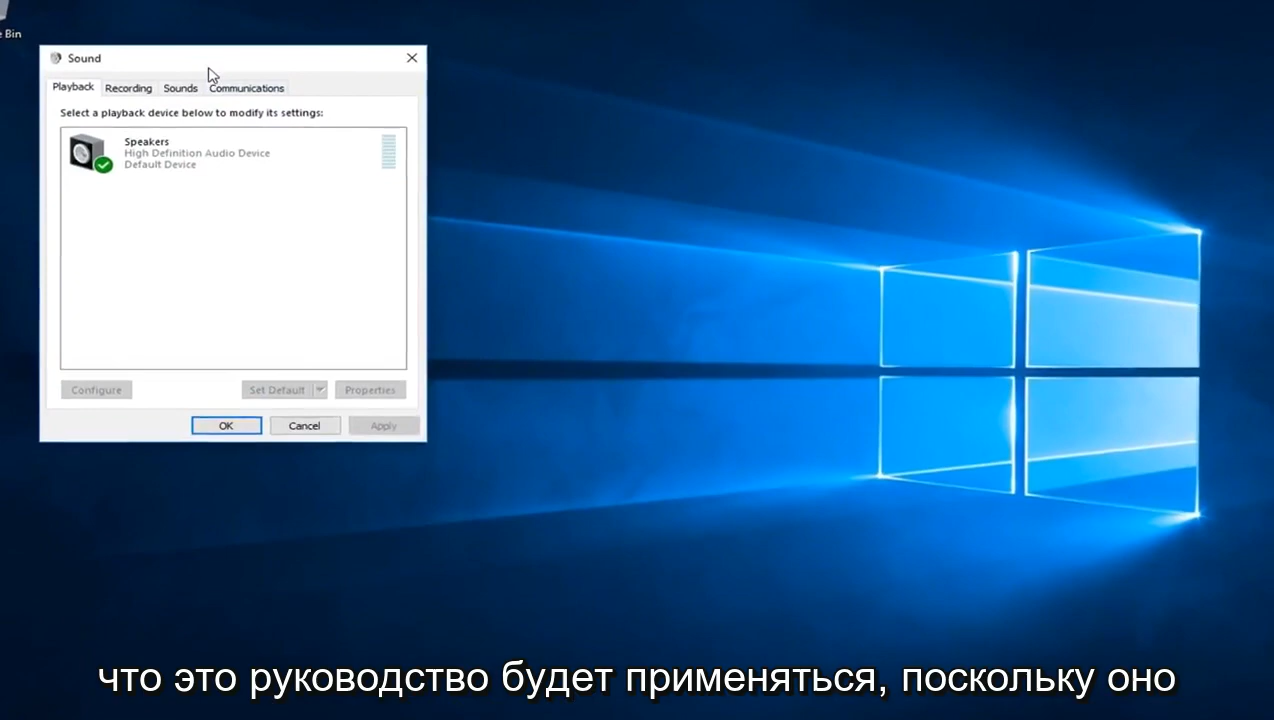 Bin
Sound
Playback Recording Sounds Communications
Select a playback device below to modify its settings:
Speakers
High Definition Audio Device
Default Device
Configure Set Default Properties
OK Cancel Apply
что это руководство будет применяться, поскольку оно